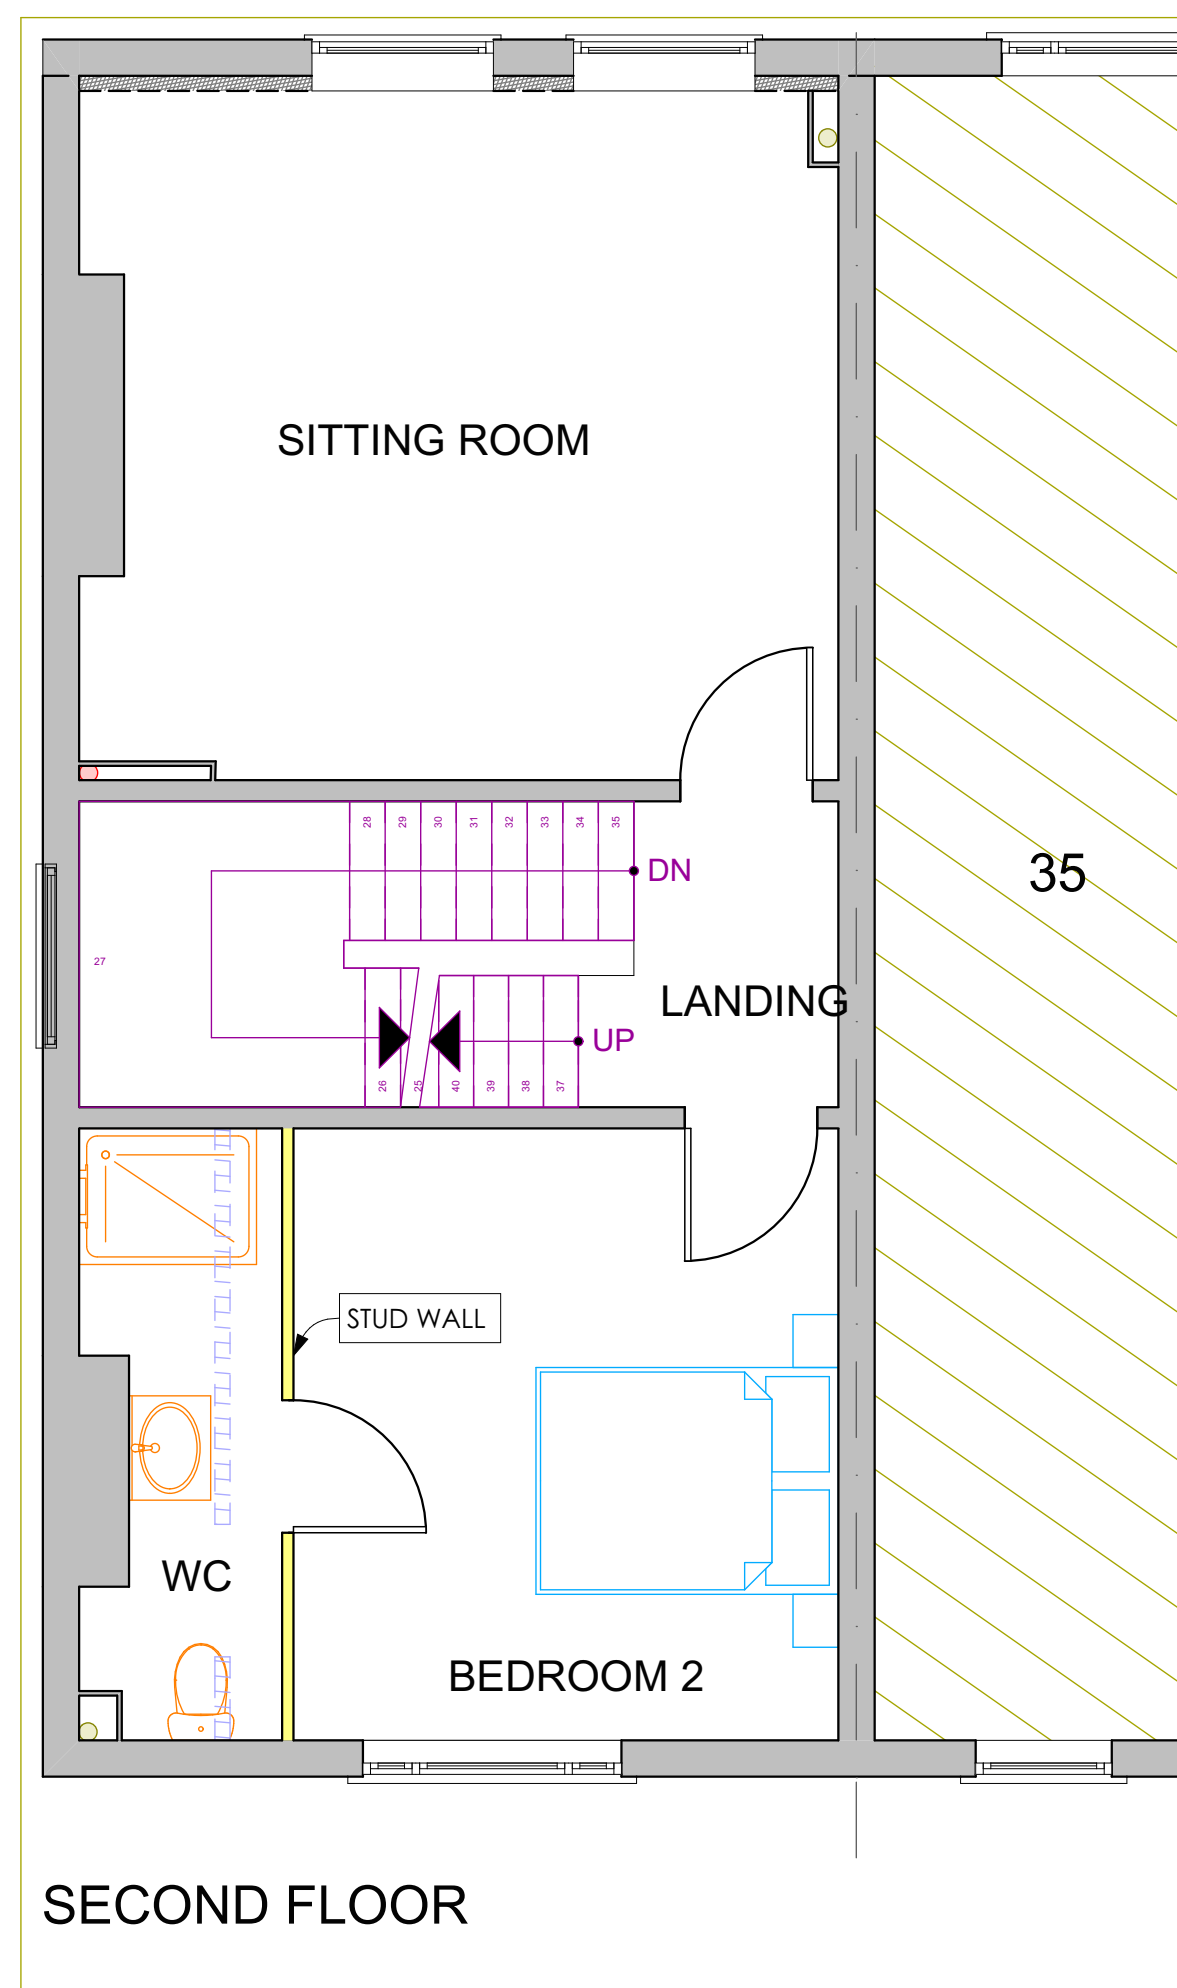 SITTING ROOM
28 29 30 31 32 33 34 35
DN
35
27
LANDING
UP
26 25 40 39 38 37
STUD WALL
WC
BEDROOM 2
SECOND FLOOR